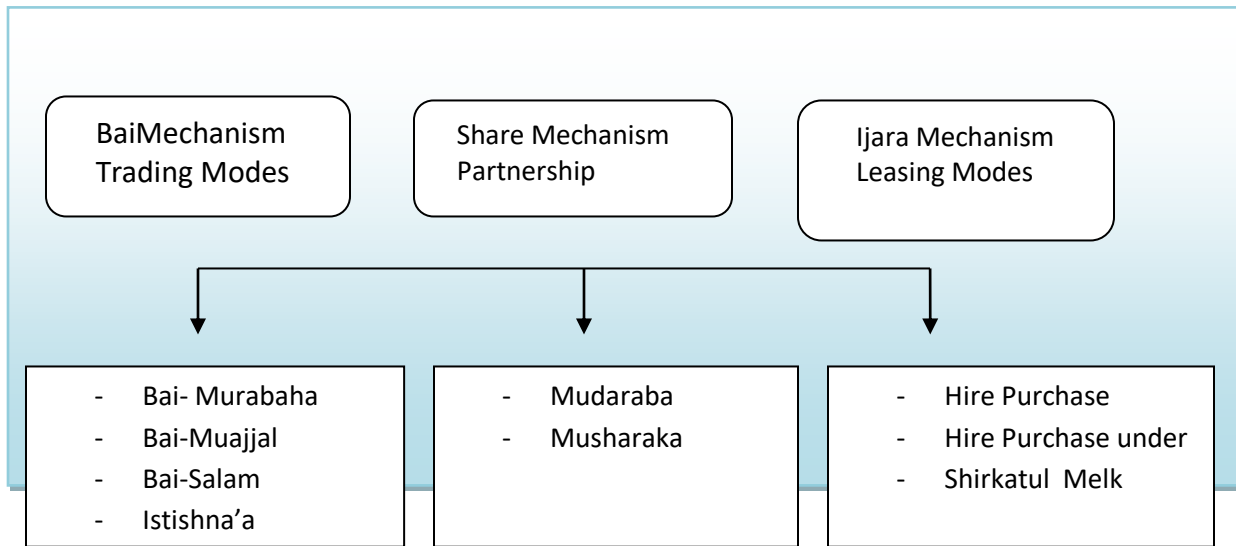 BaiMechanism
Trading Modes
Share Mechanism
Partnership
Ijara Mechanism
Leasing Modes
- Bai- Murabaha
- Bai-Muajjal
- Bai-Salam
- Istishna’a
- Mudaraba
- Musharaka
- Hire Purchase
- Hire Purchase under
- Shirkatul Melk